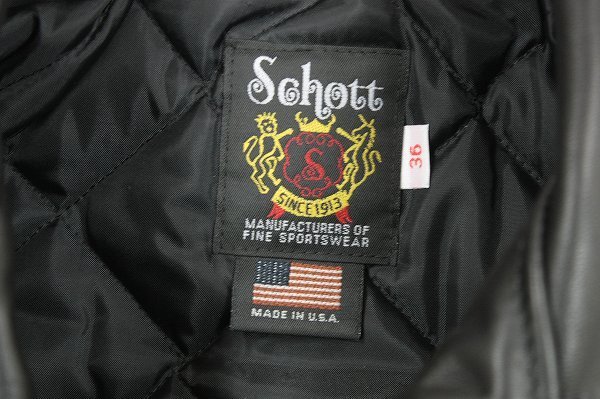 Schott
S
SINCE 1913
MANUFACTURERS OF
FINE SPORTSWEAR
36
MADE IN U.S.A.